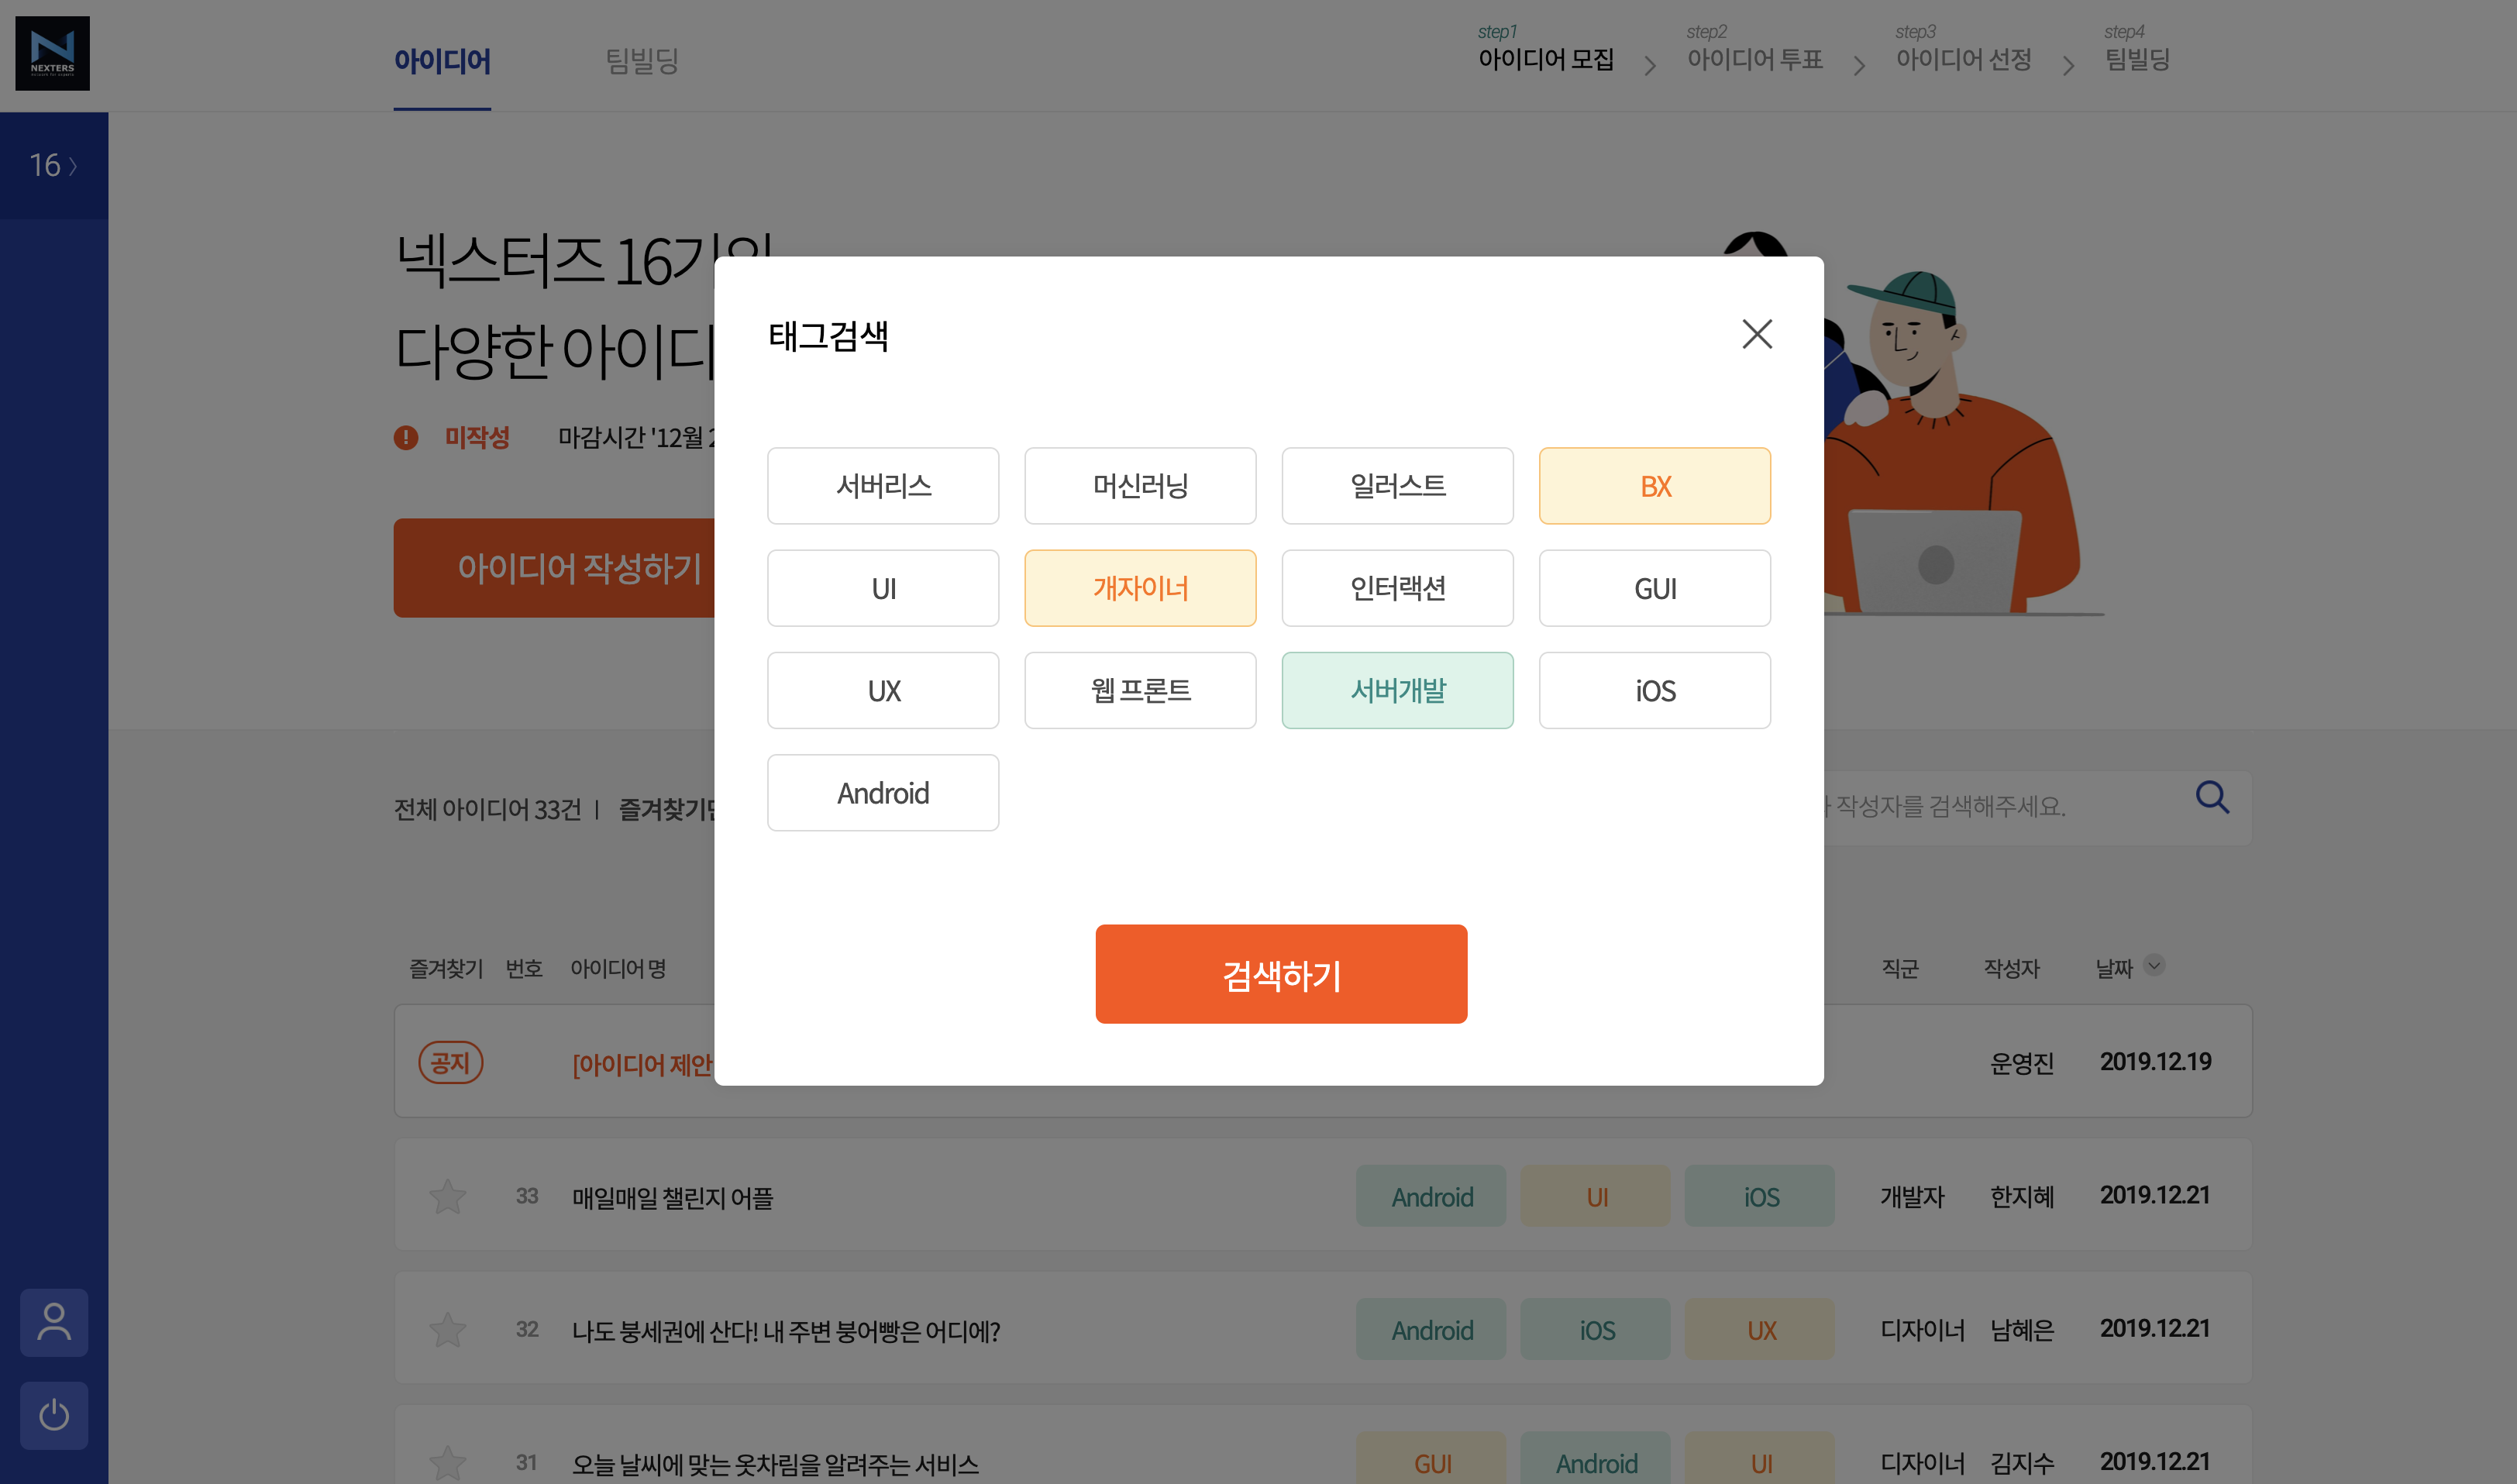 NEXTERS
아이디어
팀빌딩
step1
아이디어 모집
step2
아이디어 투표
step3
아이디어 선정
step4
팀빌딩
16
넥스터즈 16기의
다양한 아이디
미작성
마감시간 '12월 2
아이디어 작성하기
태그검색
서버리스
머신러닝
일러스트
BX
UI
개자이너
인터랙션
GUI
UX
웹 프론트
서버개발
iOS
Android
검색하기
전체 아이디어 33건 | 즐겨찾기만
작성자를 검색해주세요.
즐겨찾기 번호 아이디어 명 직군 작성자 날짜
공지 [아이디어 제안 운영진 2019.12.19
33 매일매일 챌린지 어플 Android UI iOS 개발자 한지혜 2019.12.21
32 나도 붕세권에 산다! 내 주변 붕어빵은 어디에? Android iOS UX 디자이너 남혜은 2019.12.21
31 오늘 날씨에 맞는 옷차림을 알려주는 서비스 GUI Android UI 디자이너 김지수 2019.12.21